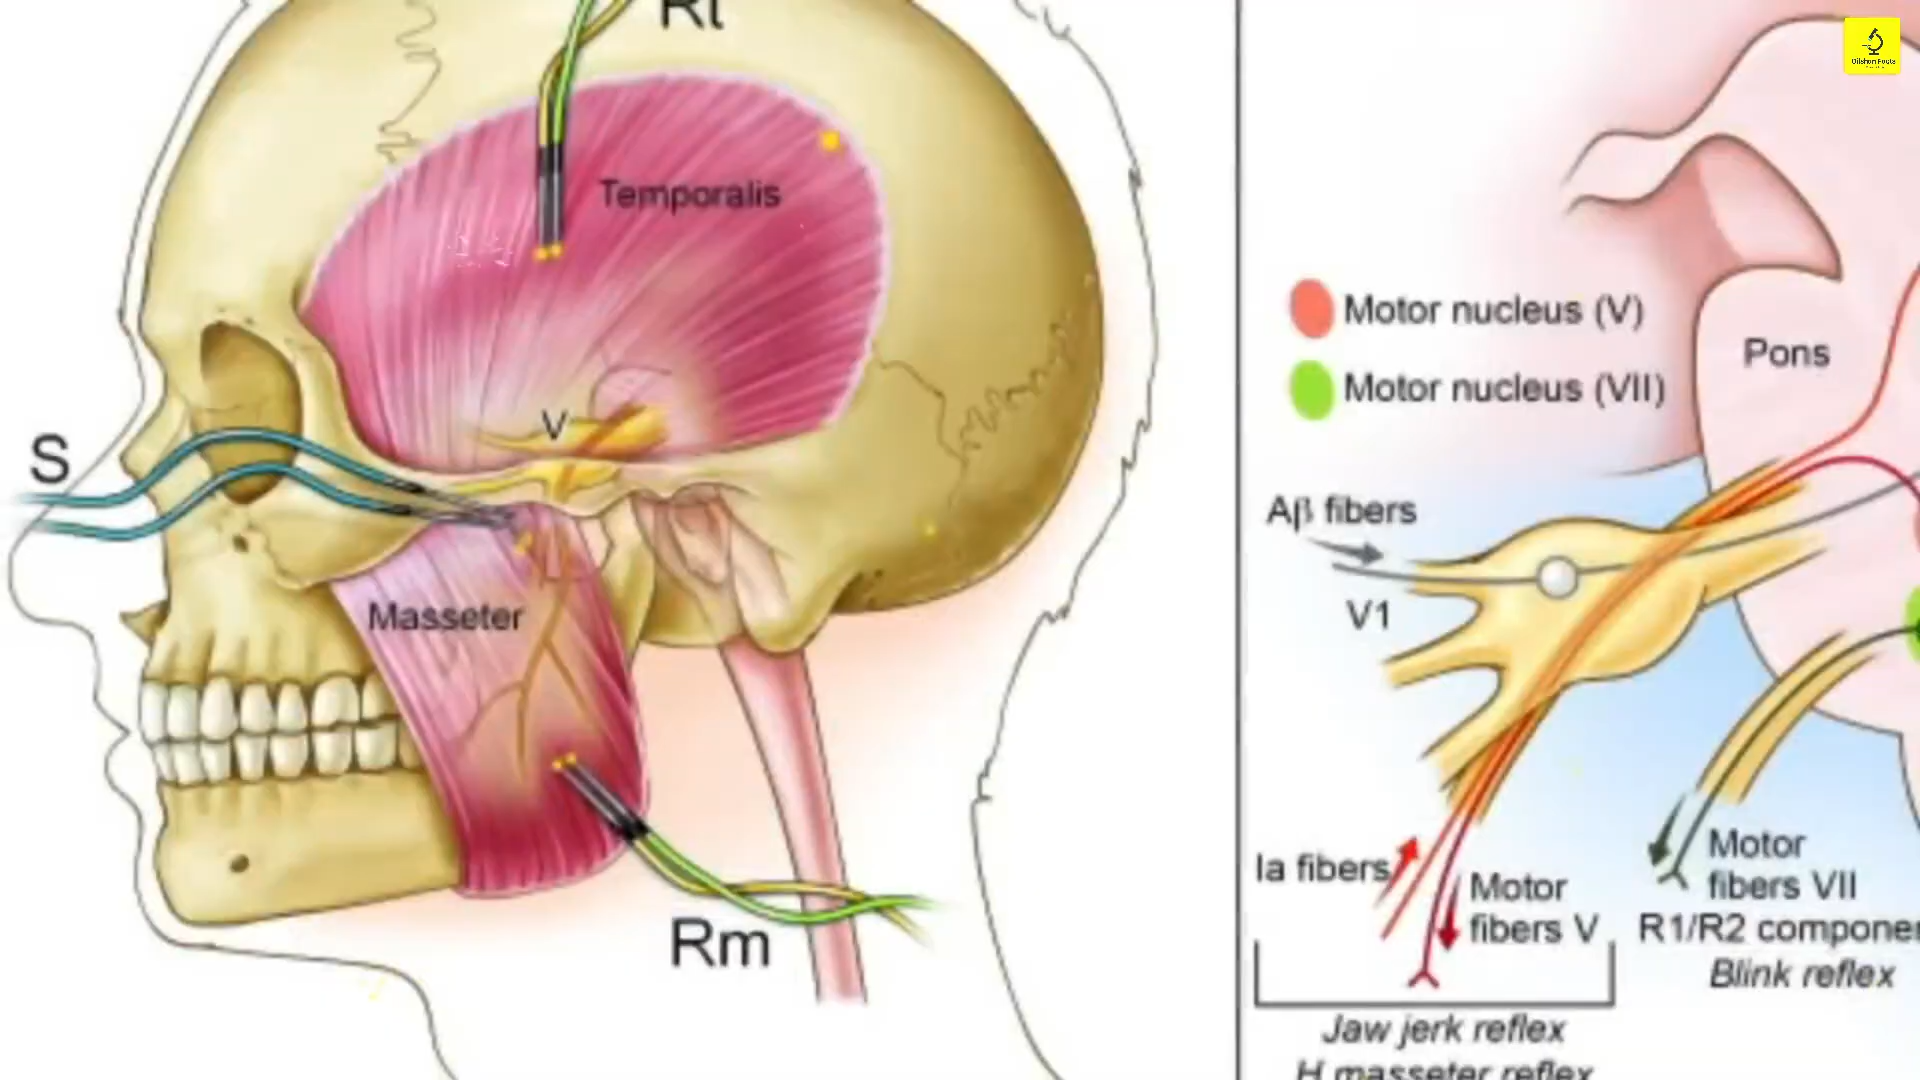 Rt
Temporalis
V
S
Masseter
Rm
Motor nucleus (V)
Motor nucleus (VII)
Pons
Aβ fibers
V1
Ia fibers
Motor
fibers V
Motor
fibers VII
R1/R2 componen
Blink reflex
Jaw jerk reflex
H masseter reflex